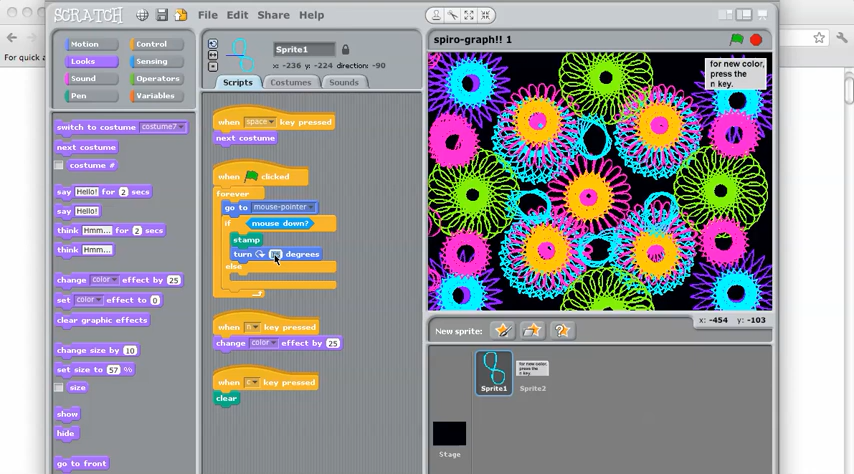 SCRATCH
File Edit Share Help
For quick a
Motion Control
Looks Sensing
Sound Operators
Pen Variables
switch to costume costume7
next costume
costume #
say Hello! for 2 secs
say Hello!
think Hmm... for 2 secs
think Hmm...
change color effect by 25
set color effect to 0
clear graphic effects
change size by 10
set size to 57 %
size
show
hide
go to front
Sprite1
x: -236 y: -224 direction: -90
Scripts Costumes Sounds
when space key pressed
next costume
when clicked
forever
go to mouse-pointer
if mouse down?
stamp
turn degrees
else
when n key pressed
change color effect by 25
when c key pressed
clear
spiro-graph!! 1
for new color,
press the
n key.
x: -454 y: -103
New sprite:
for new color,
press the
n key.
Sprite1 Sprite2
Stage